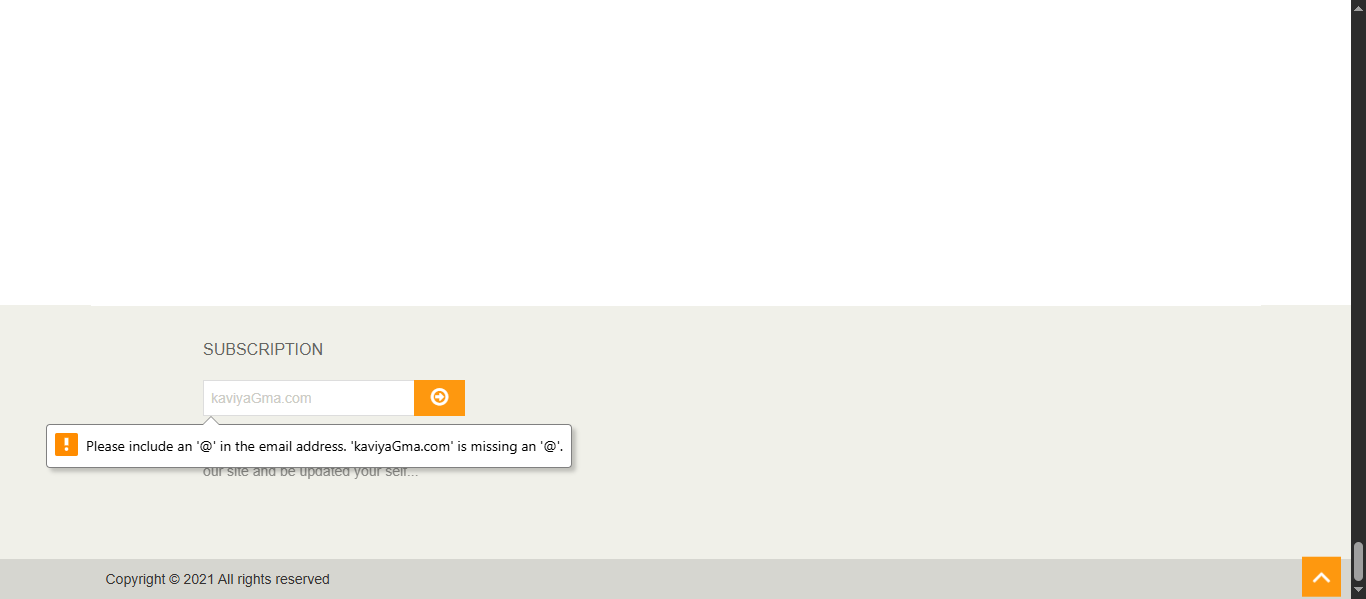 SUBSCRIPTION
kaviyaGma.com
Please include an '@' in the email address. 'kaviyaGma.com' is missing an '@'.
our site and be updated your self...
Copyright © 2021 All rights reserved